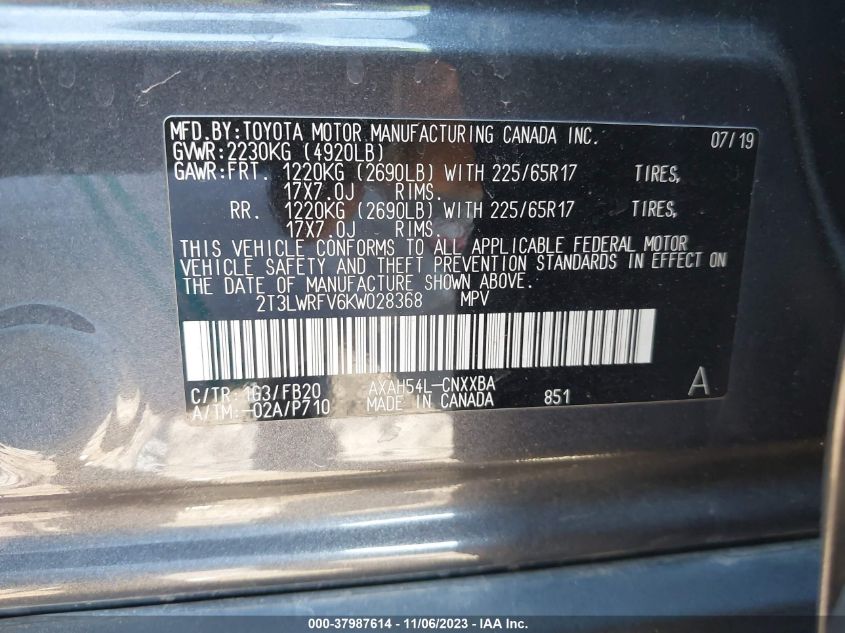 MFD.BY:TOYOTA MOTOR MANUFACTURING CANADA INC. 07/19
GVWR:2230KG (4920LB)
GAWR:FRT. 1220KG (2690LB) WITH 225/65R17 TIRES,
17X7.0J RIMS.
RR. 1220KG (2690LB) WITH 225/65R17 TIRES,
17X7.0J RIMS.
THIS VEHICLE CONFORMS TO ALL APPLICABLE FEDERAL MOTOR
VEHICLE SAFETY AND THEFT PREVENTION STANDARDS IN EFFECT ON
THE DATE OF MANUFACTURE SHOWN ABOVE.
2T3LWRFV6KW028368 MPV
C/TR:1G3/FB20 AXAH54L-CNXXBA
A/TM:-02A/P710 MADE IN CANADA 851 A
000-37987614 - 11/06/2023 - IAA Inc.